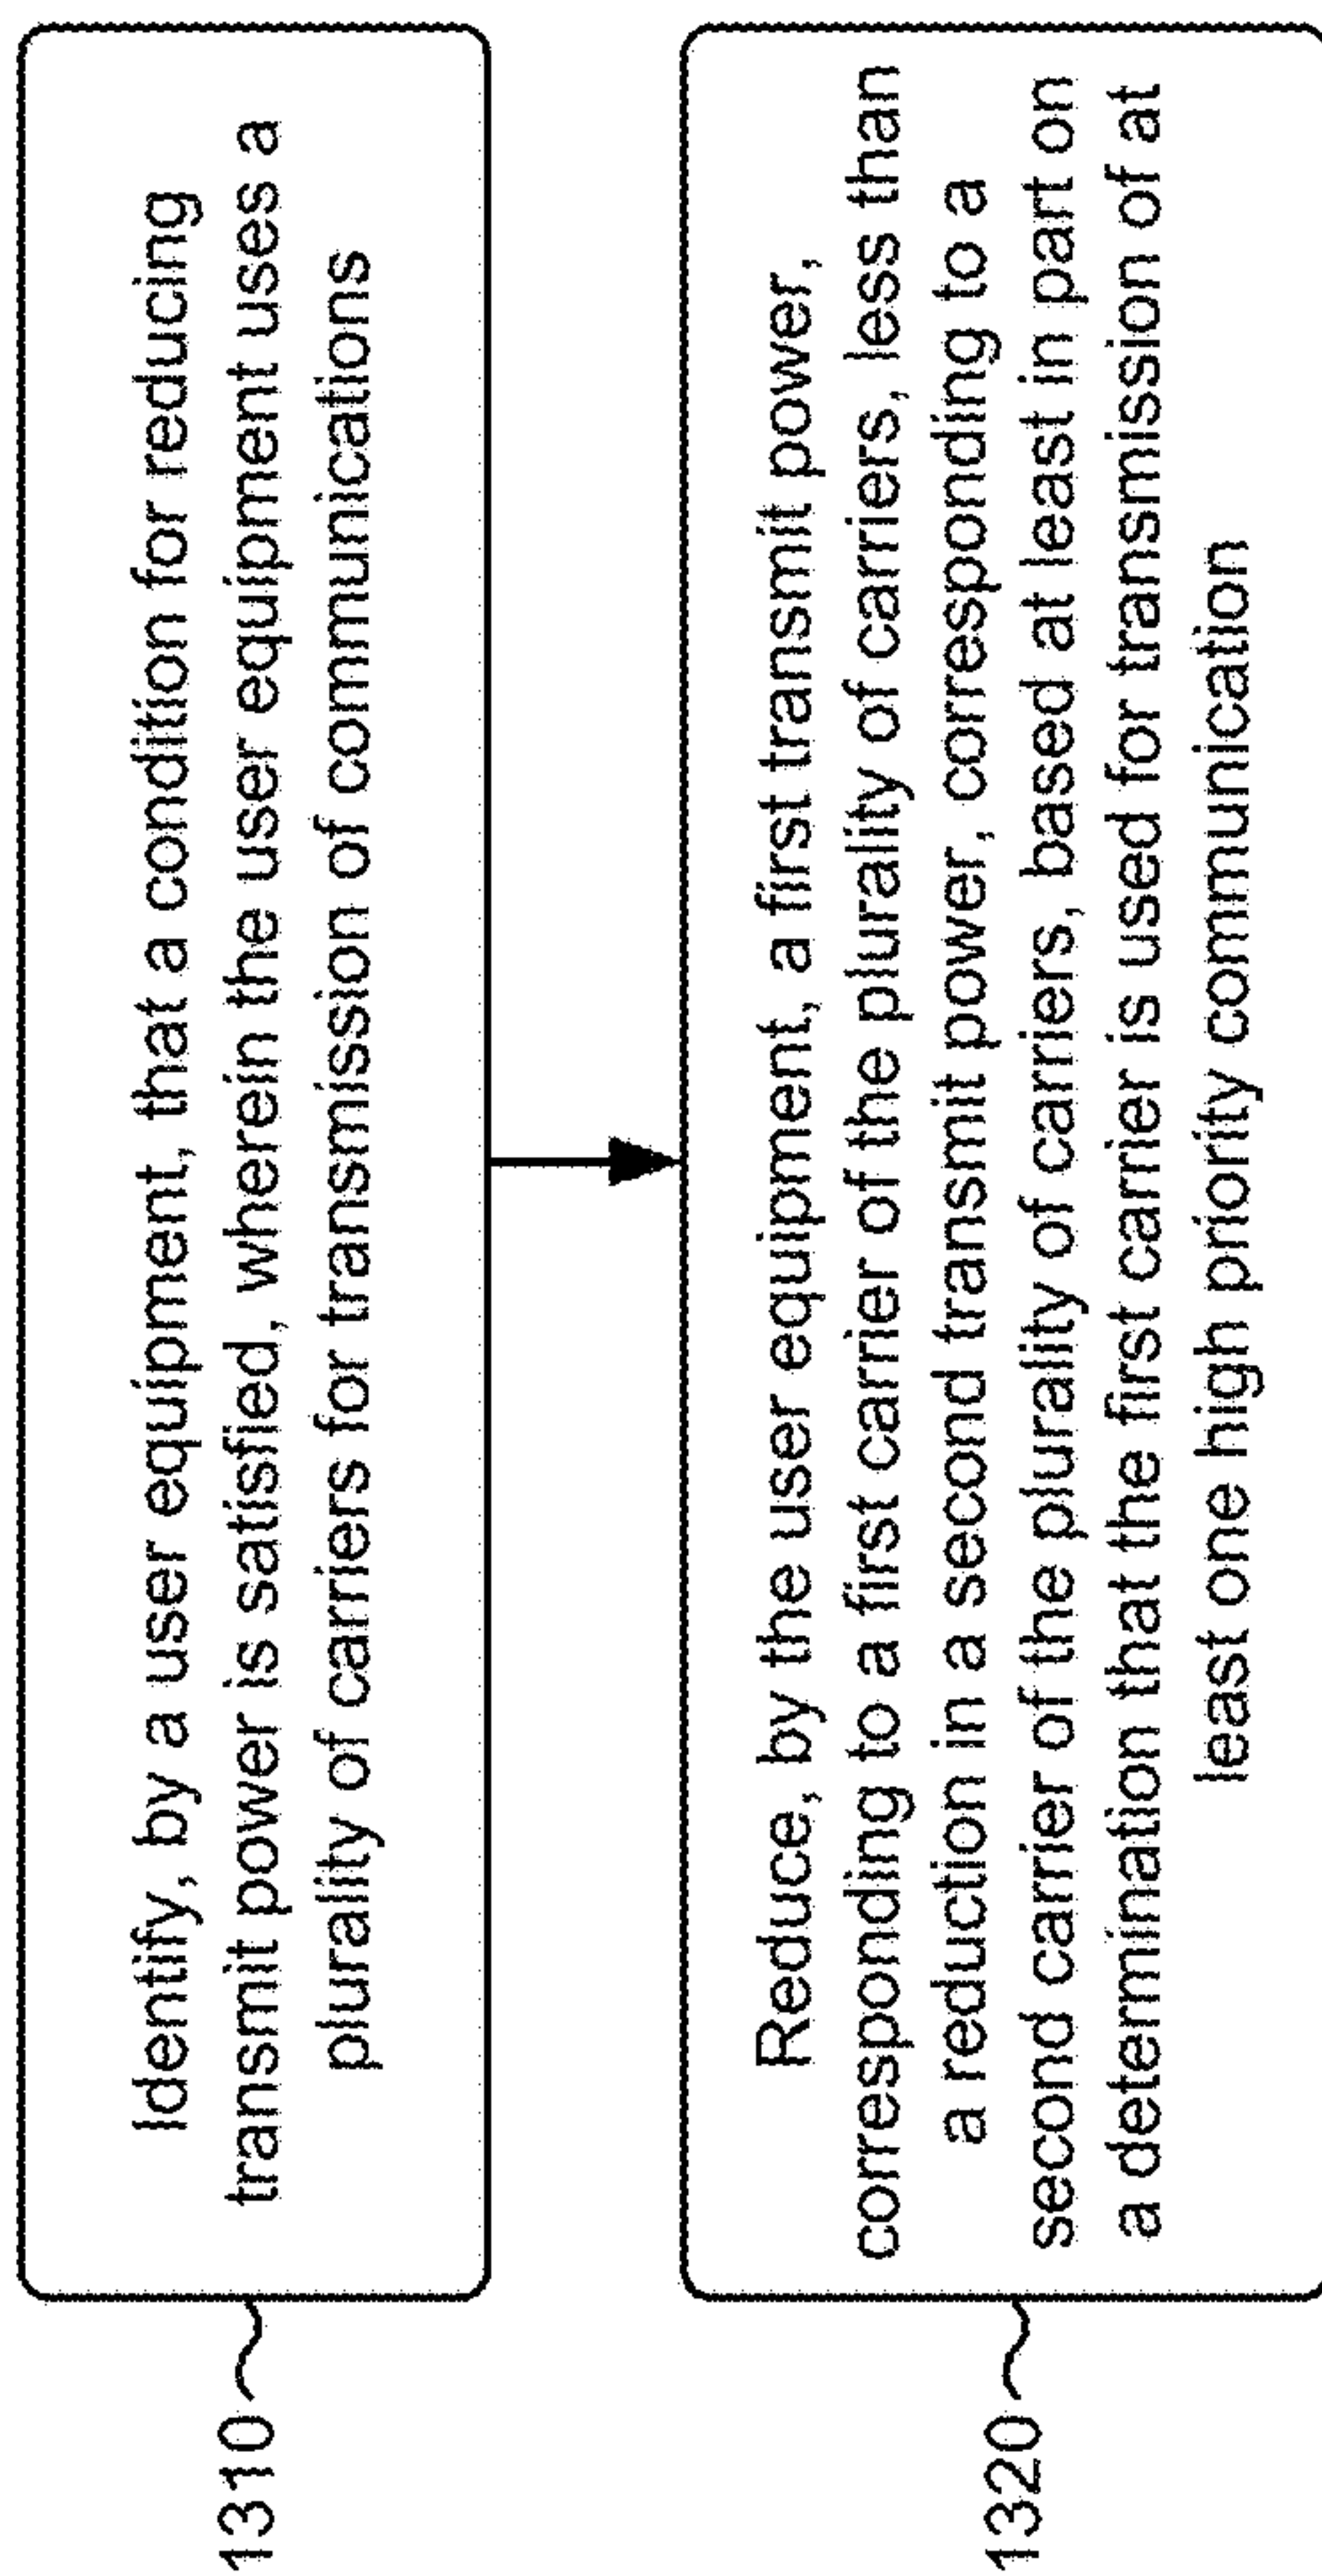 1310
Identify, by a user equipment, that a condition for reducing
transmit power is satisfied, wherein the user equipment uses a
plurality of carriers for transmission of communications
1320
Reduce, by the user equipment, a first transmit power,
corresponding to a first carrier of the plurality of carriers, less than
a reduction in a second transmit power, corresponding to a
second carrier of the plurality of carriers, based at least in part on
a determination that the first carrier is used for transmission of at
least one high priority communication